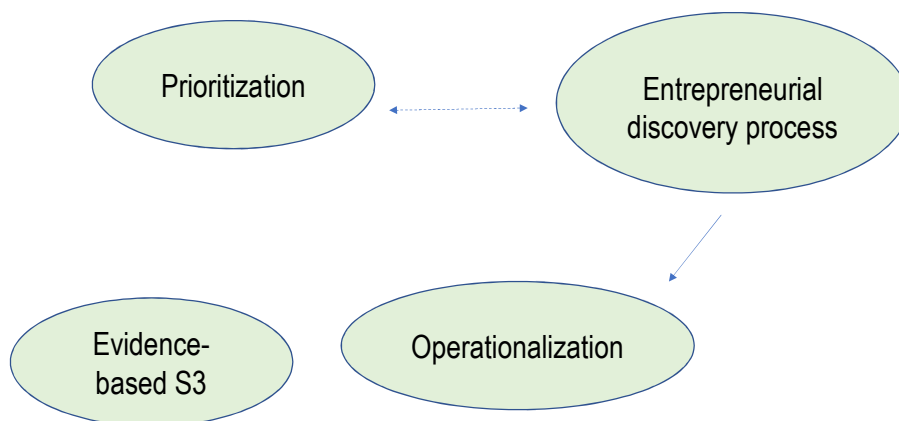 Prioritization
Entrepreneurial
discovery process
Operationalization
Evidence-
based S3